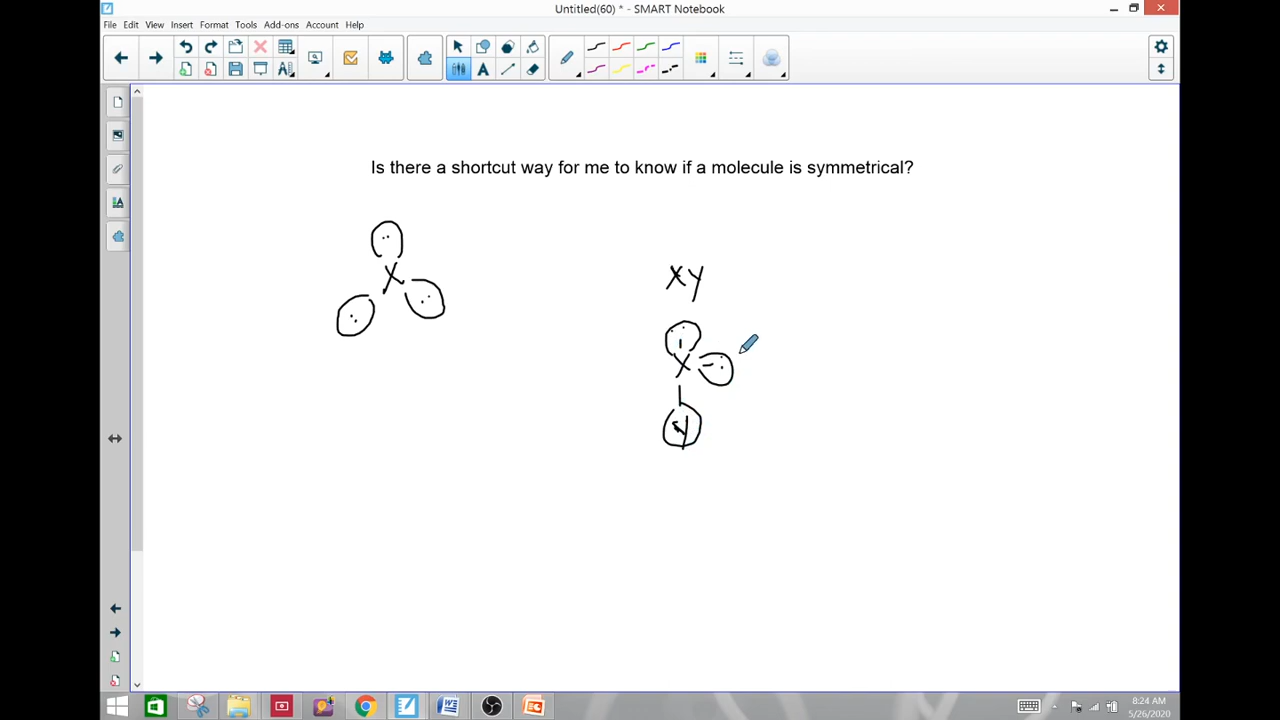 Untitled(60) * - SMART Notebook
File Edit View Insert Tools Format Tools Add-ons Account Help
Is there a shortcut way for me to know if a molecule is symmetrical?
X
XY
X
Y
8:24 AM
5/26/2020